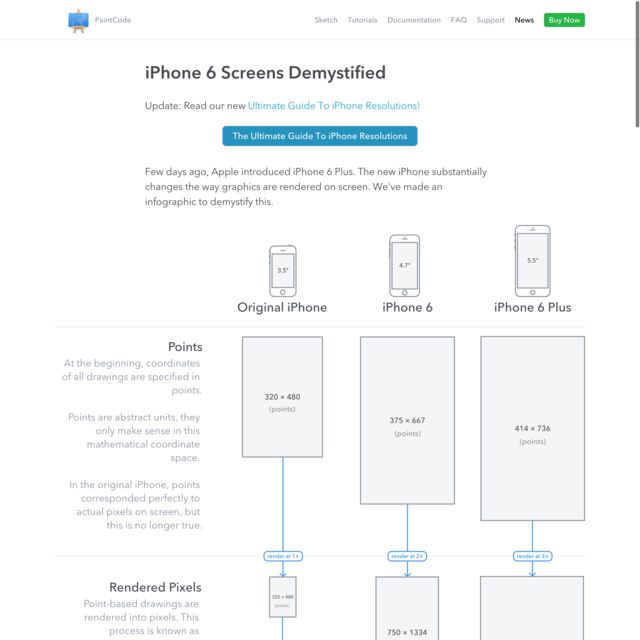 PaintCode
Sketch Tutorials Documentation FAQ Support News Buy Now
iPhone 6 Screens Demystified
Update: Read our new Ultimate Guide To iPhone Resolutions!
The Ultimate Guide To iPhone Resolutions
Few days ago, Apple introduced iPhone 6 Plus. The new iPhone substantially
changes the way graphics are rendered on screen. We've made an
infographic to demystify this.
3.5"
4.7"
5.5"
Original iPhone
iPhone 6
iPhone 6 Plus
Points
At the beginning, coordinates
of all drawings are specified in
points.
Points are abstract units, they
only make sense in this
mathematical coordinate
space.
In the original iPhone, points
corresponded perfectly to
actual pixels on screen, but
this is no longer true.
320 × 480
(points)
375 × 667
(points)
414 × 736
(points)
render at 1×
render at 2×
render at 3×
Rendered Pixels
Point-based drawings are
rendered into pixels. This
process is known as
320 × 480
(pixels)
750 × 1334